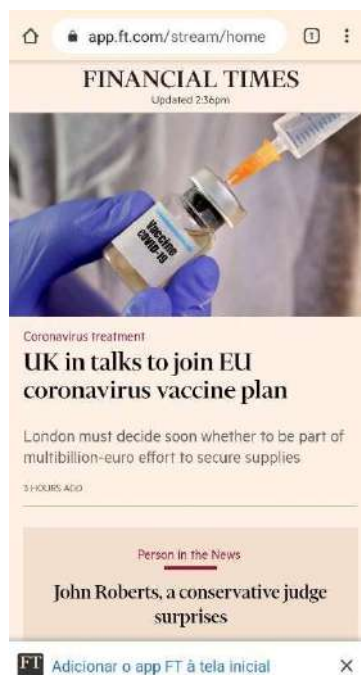 app.ft.com/stream/home
1
FINANCIAL TIMES
Updated 2:36pm
Vaccine
COVID-19
Coronavirus treatment
UK in talks to join EU
coronavirus vaccine plan
London must decide soon whether to be part of
multibillion-euro effort to secure supplies
3 HOURS AGO
Person in the News
John Roberts, a conservative judge
surprises
FT Adicionar o app FT à tela inicial